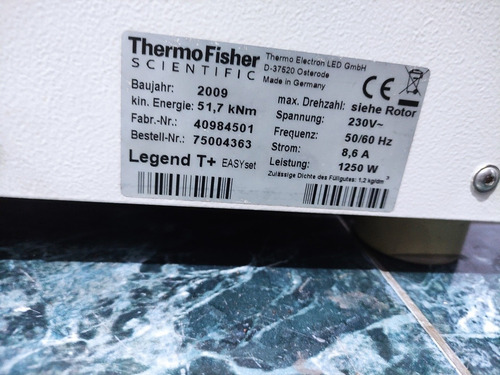 ThermoFisher
SCIENTIFIC
Thermo Electron LED GmbH
D-37520 Osterode
Made in Germany
CE
Baujahr: 2009
kin. Energie: 51,7 kNm
Fabr.-Nr.: 40984501
Bestell-Nr.: 75004363
Legend T+ EASYset
max. Drehzahl: siehe Rotor
Spannung: 230V~
Frequenz: 50/60 Hz
Strom: 8,6 A
Leistung: 1250 W
Zulässige Dichte des Füllgutes: 1,2 kg/dm³